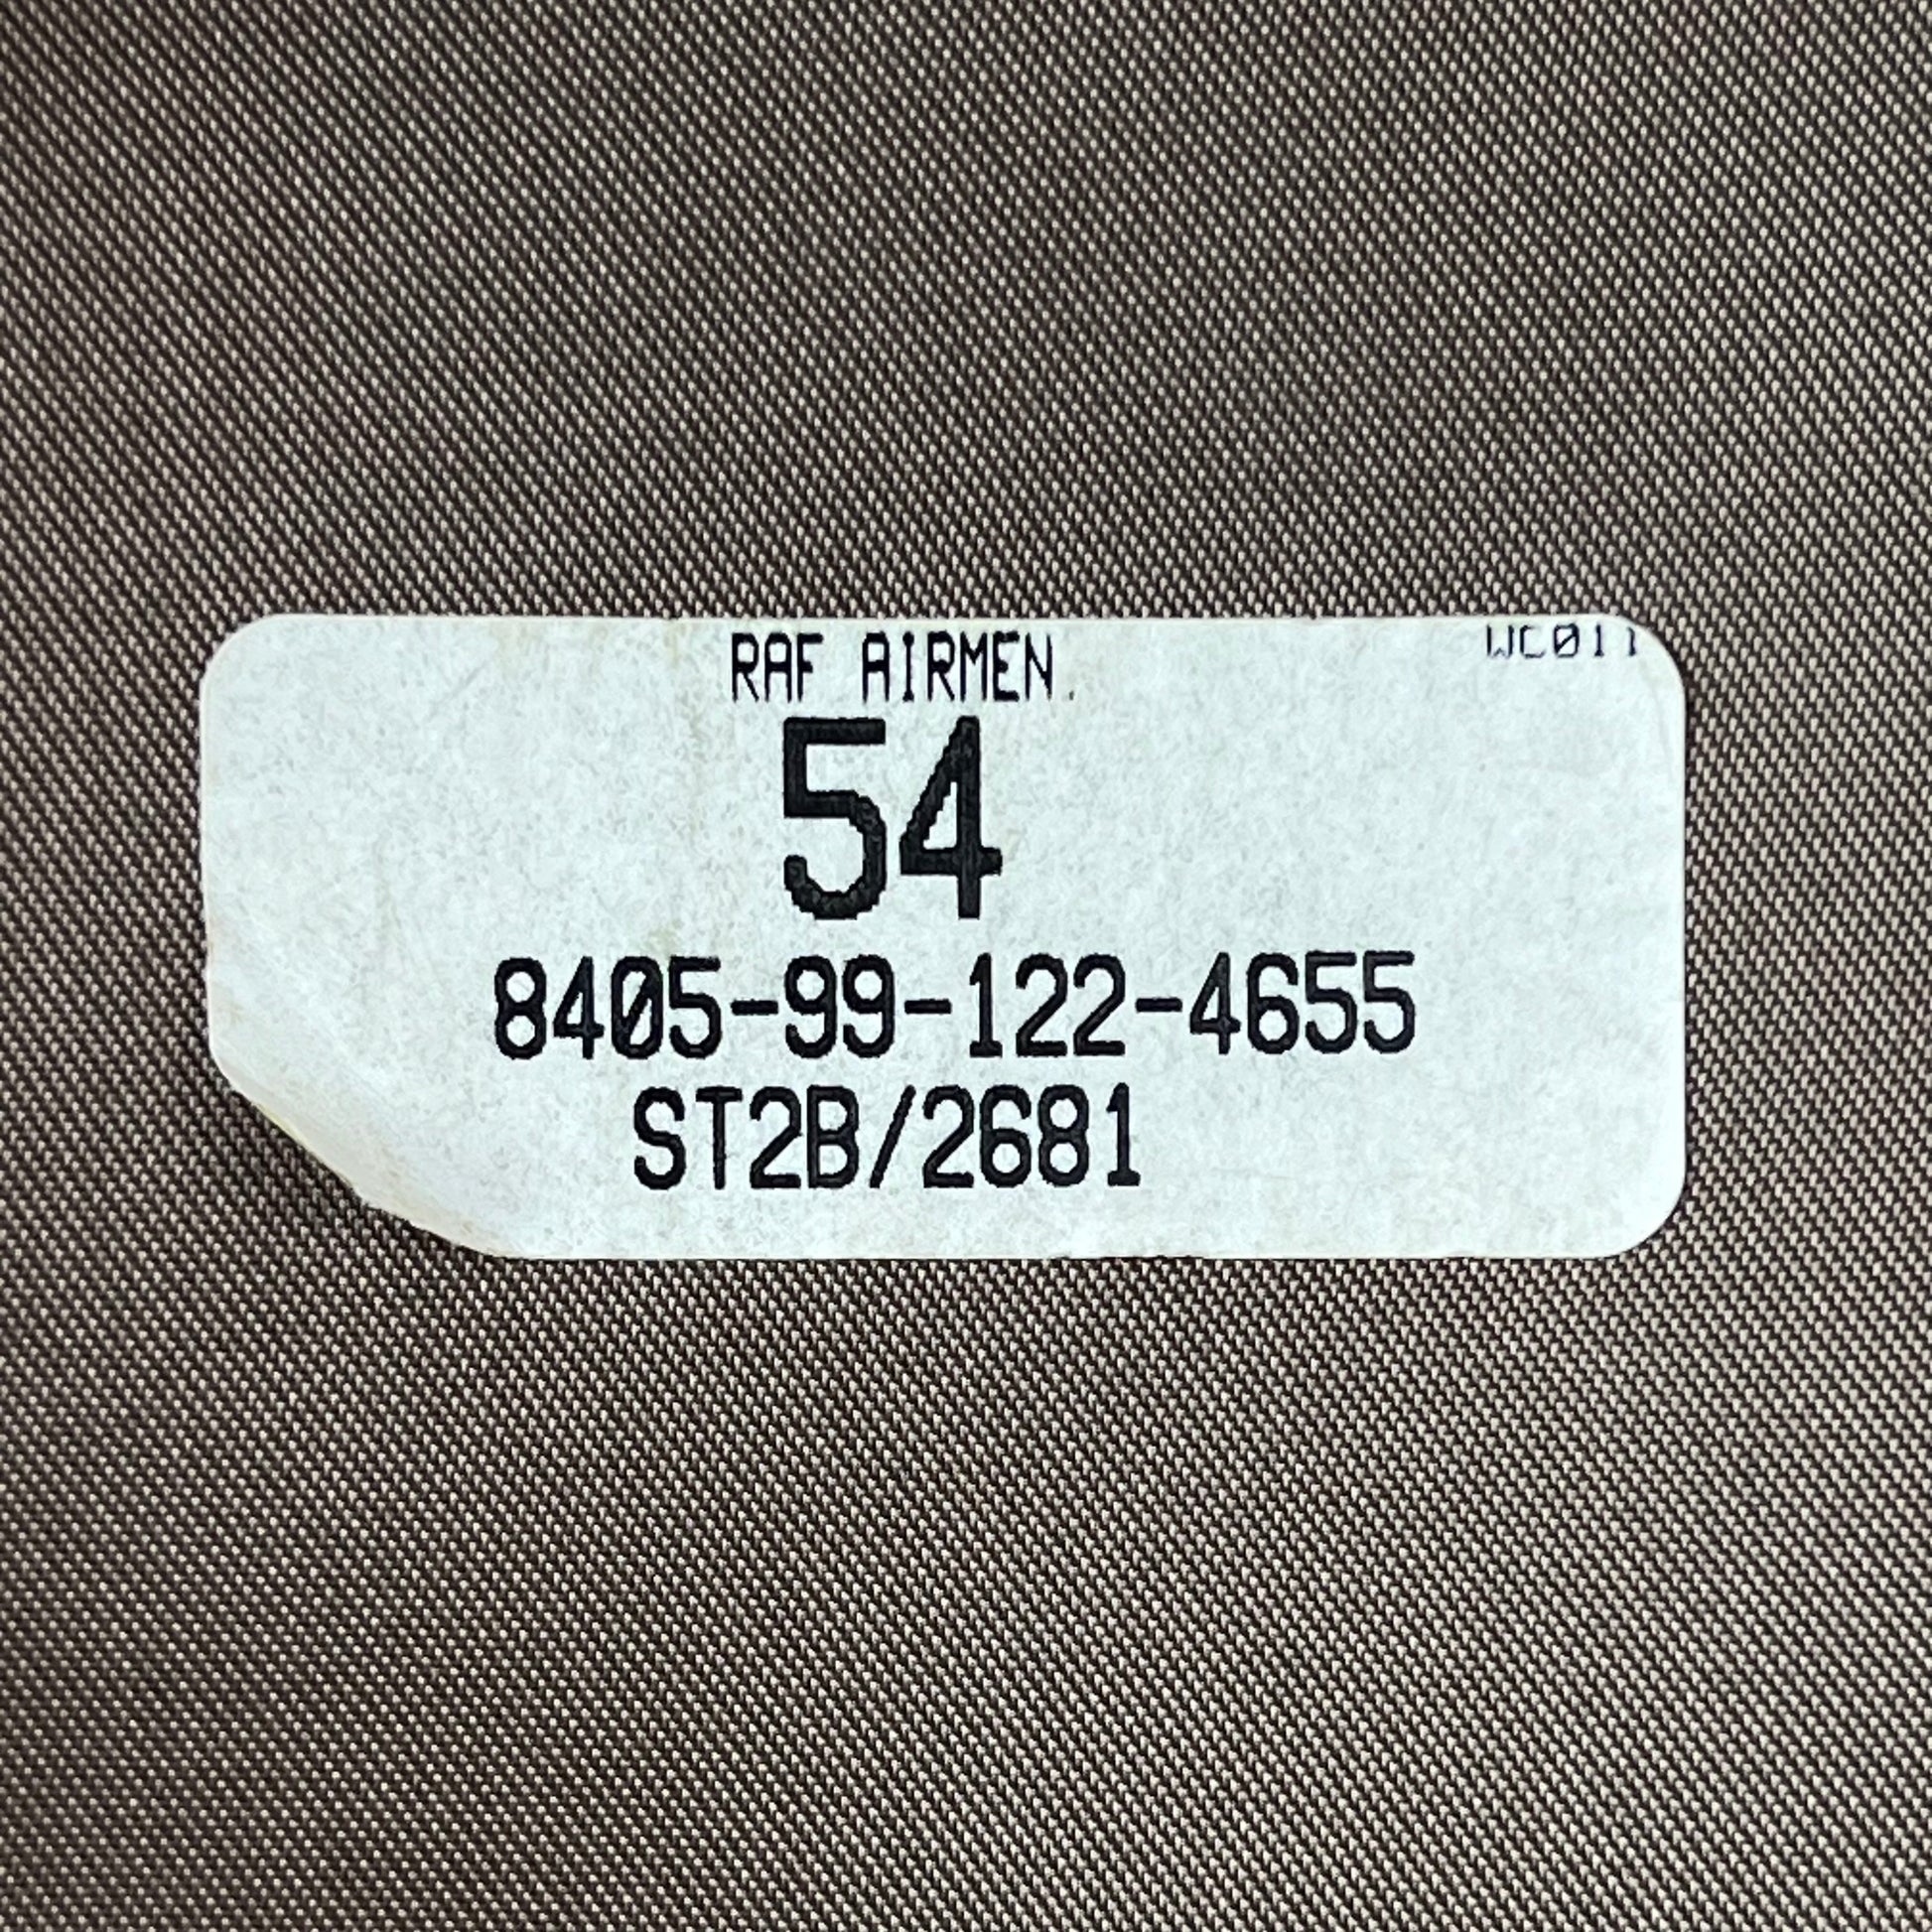 WC011
RAF AIRMEN.
54
8405-99-122-4655
ST2B/2681